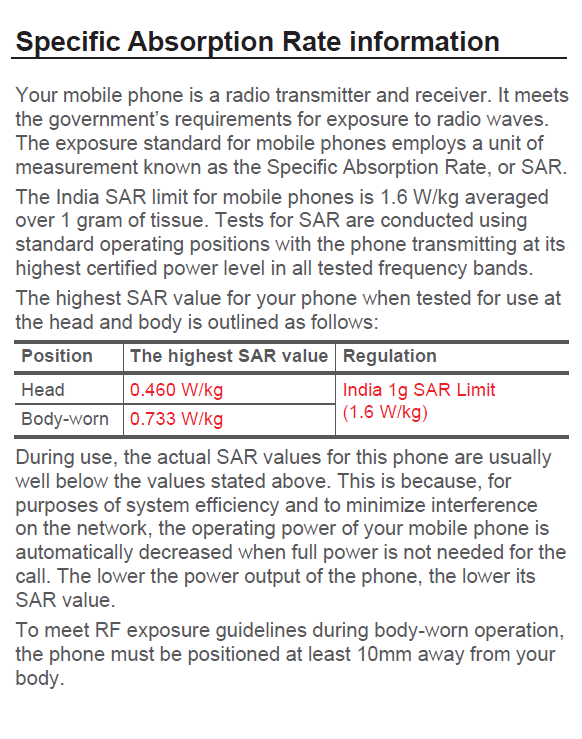 Specific Absorption Rate information
Your mobile phone is a radio transmitter and receiver. It meets
the government's requirements for exposure to radio waves.
The exposure standard for mobile phones employs a unit of
measurement known as the Specific Absorption Rate, or SAR.
The India SAR limit for mobile phones is 1.6 W/kg averaged
over 1 gram of tissue. Tests for SAR are conducted using
standard operating positions with the phone transmitting at its
highest certified power level in all tested frequency bands.
The highest SAR value for your phone when tested for use at
the head and body is outlined as follows:
Position The highest SAR value Regulation
Head 0.460 W/kg India 1g SAR Limit
Body-worn 0.733 W/kg (1.6 W/kg)
During use, the actual SAR values for this phone are usually
well below the values stated above. This is because, for
purposes of system efficiency and to minimize interference
on the network, the operating power of your mobile phone is
automatically decreased when full power is not needed for the
call. The lower the power output of the phone, the lower its
SAR value.
To meet RF exposure guidelines during body-worn operation,
the phone must be positioned at least 10mm away from your
body.